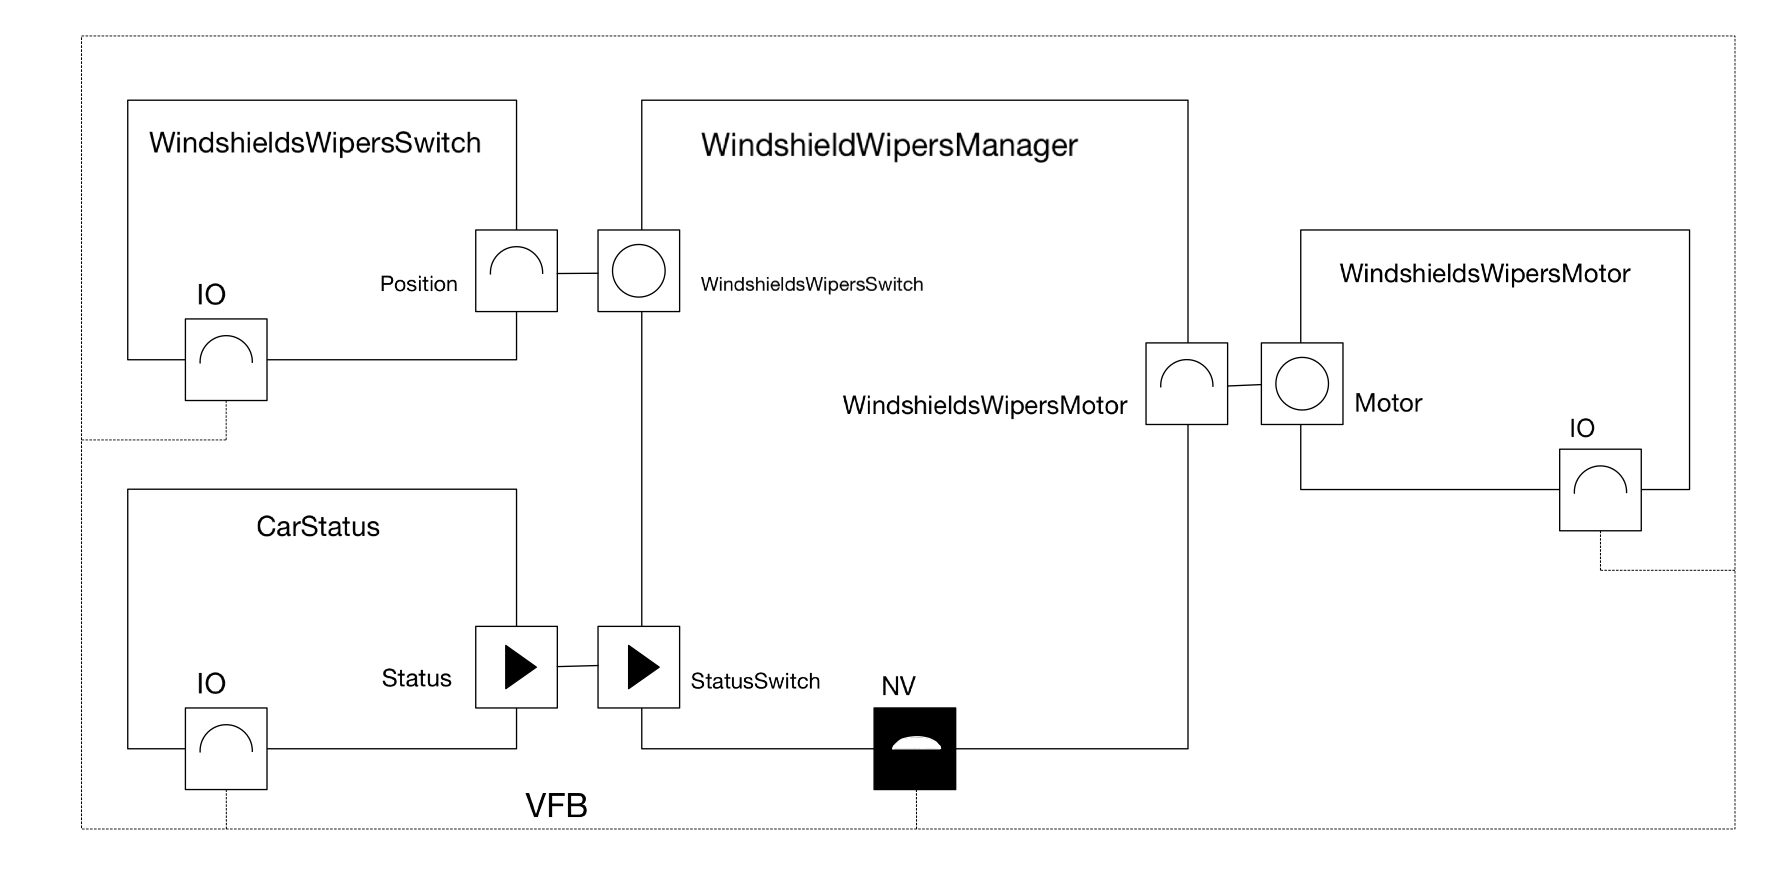 WindshieldsWipersSwitch
WindshieldWipersManager
WindshieldsWipersMotor
Position
WindshieldsWipersSwitch
IO
WindshieldsWipersMotor
Motor
IO
CarStatus
Status
StatusSwitch
IO
NV
VFB